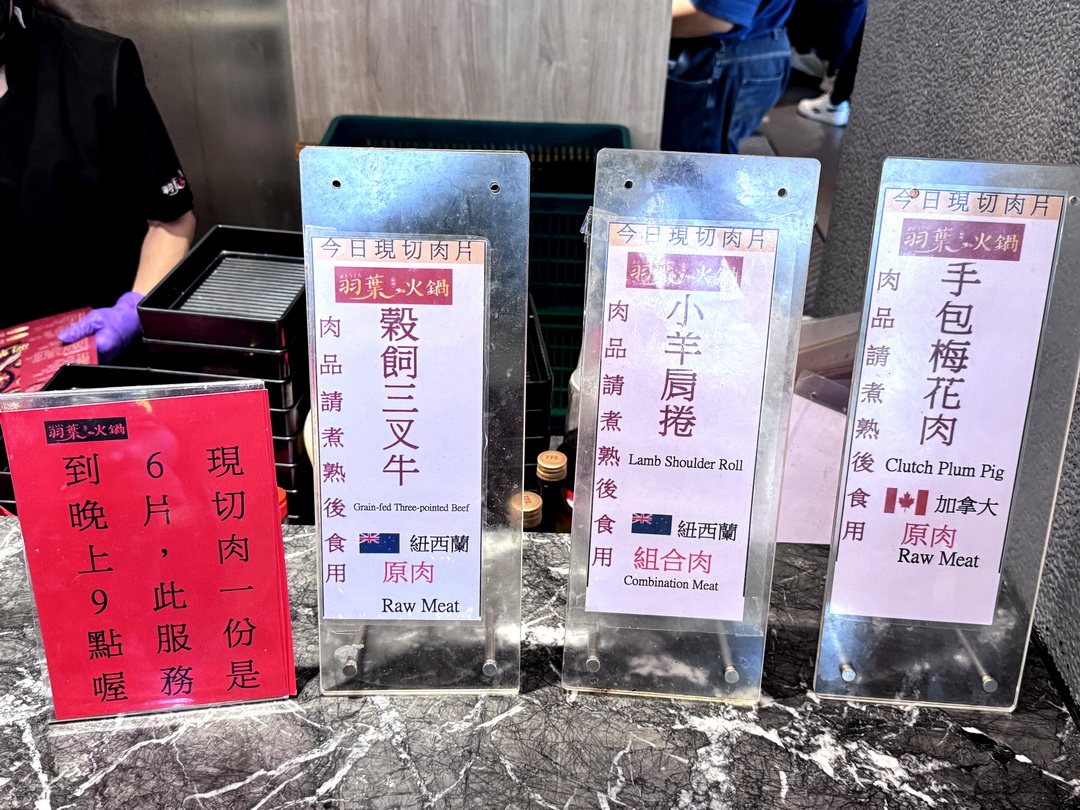 羽葉火鍋
現切肉一份是
6片，此服務
到晚上9點喔
今日現切肉片
羽葉火鍋
穀飼三叉牛
肉品請煮熟後食用
Grain-fed Three-pointed Beef
紐西蘭
原肉
Raw Meat
今日現切肉片
羽葉火鍋
小羊肩捲
肉品請煮熟後食用
Lamb Shoulder Roll
紐西蘭
組合肉
Combination Meat
今日現切肉片
羽葉火鍋
手包梅花肉
肉品請煮熟後食用
Clutch Plum Pig
加拿大
原肉
Raw Meat